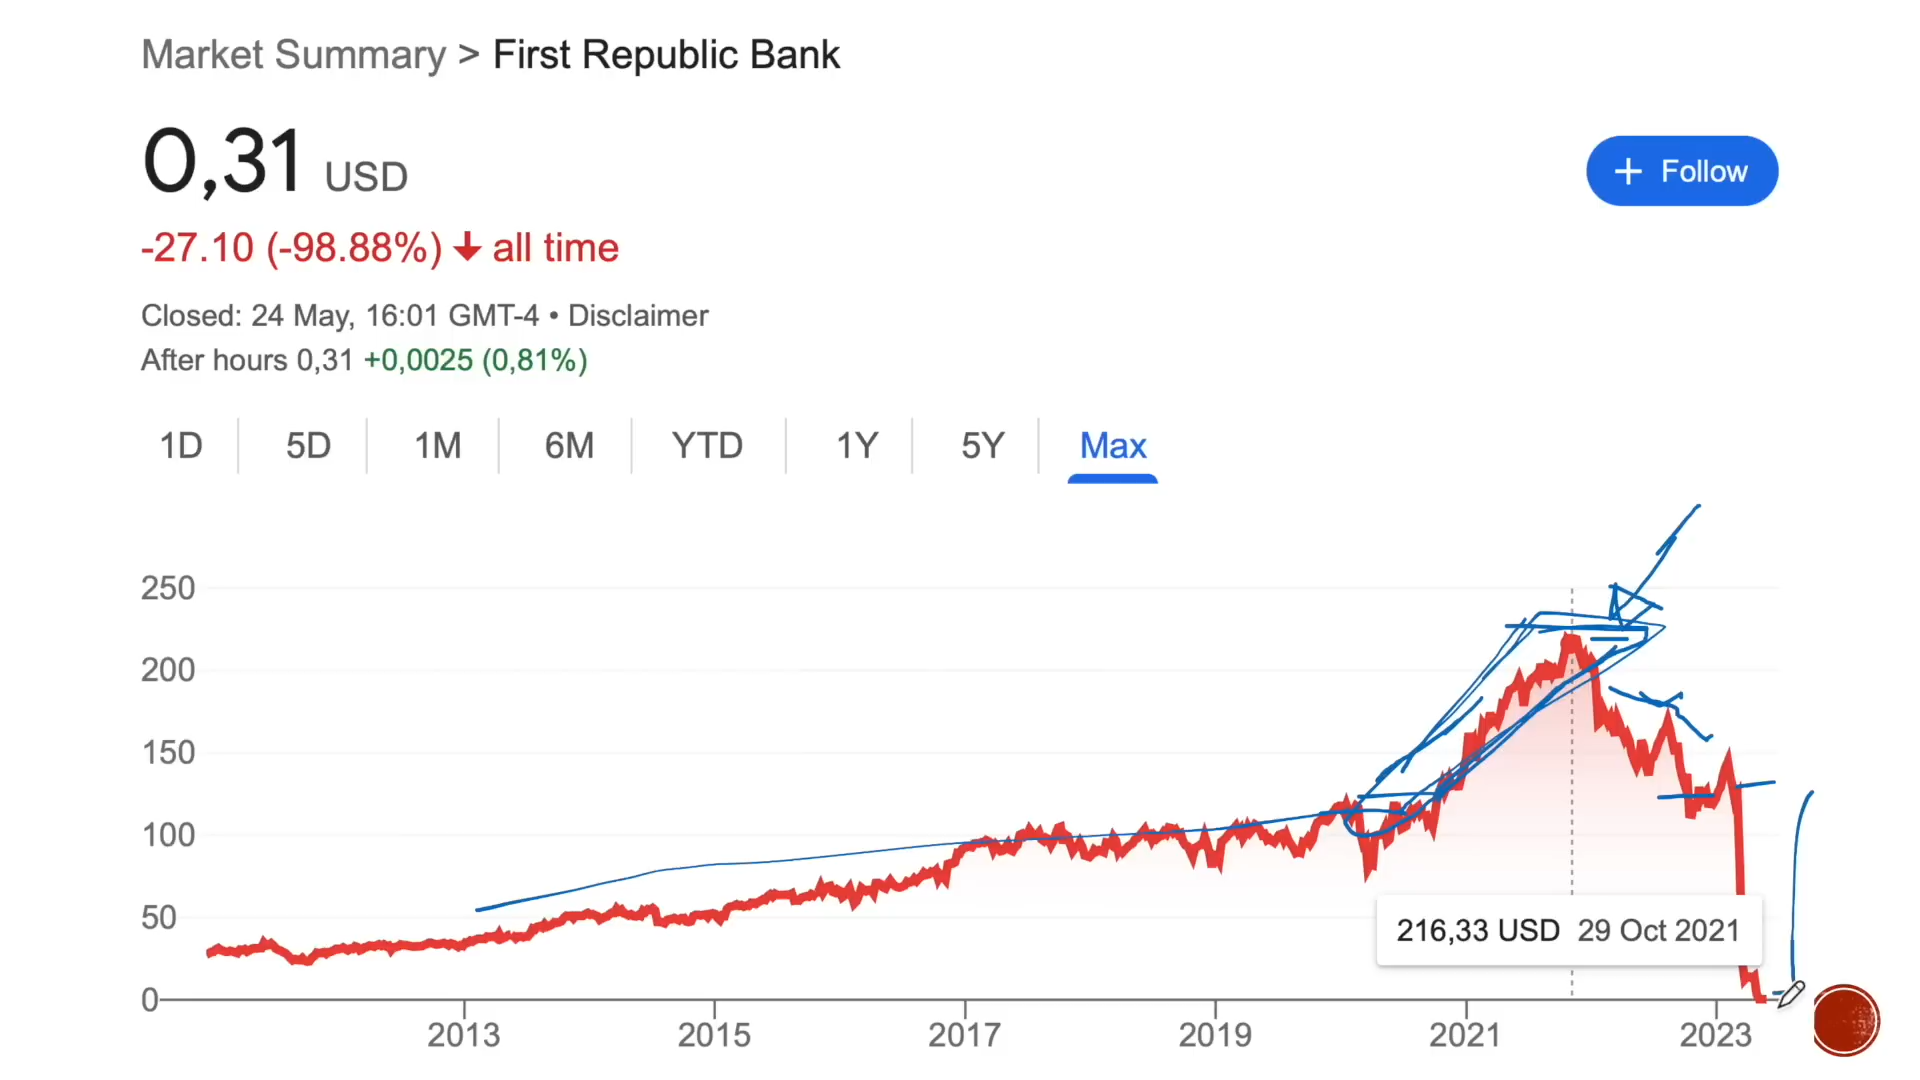 Market Summary > First Republic Bank
0,31 USD
+ Follow
-27.10 (-98.88%) ↓ all time
Closed: 24 May, 16:01 GMT-4 • Disclaimer
After hours 0,31 +0,0025 (0,81%)
1D 5D 1M 6M YTD 1Y 5Y Max
250
200
150
100
50
216,33 USD 29 Oct 2021
0
2013 2015 2017 2019 2021 2023